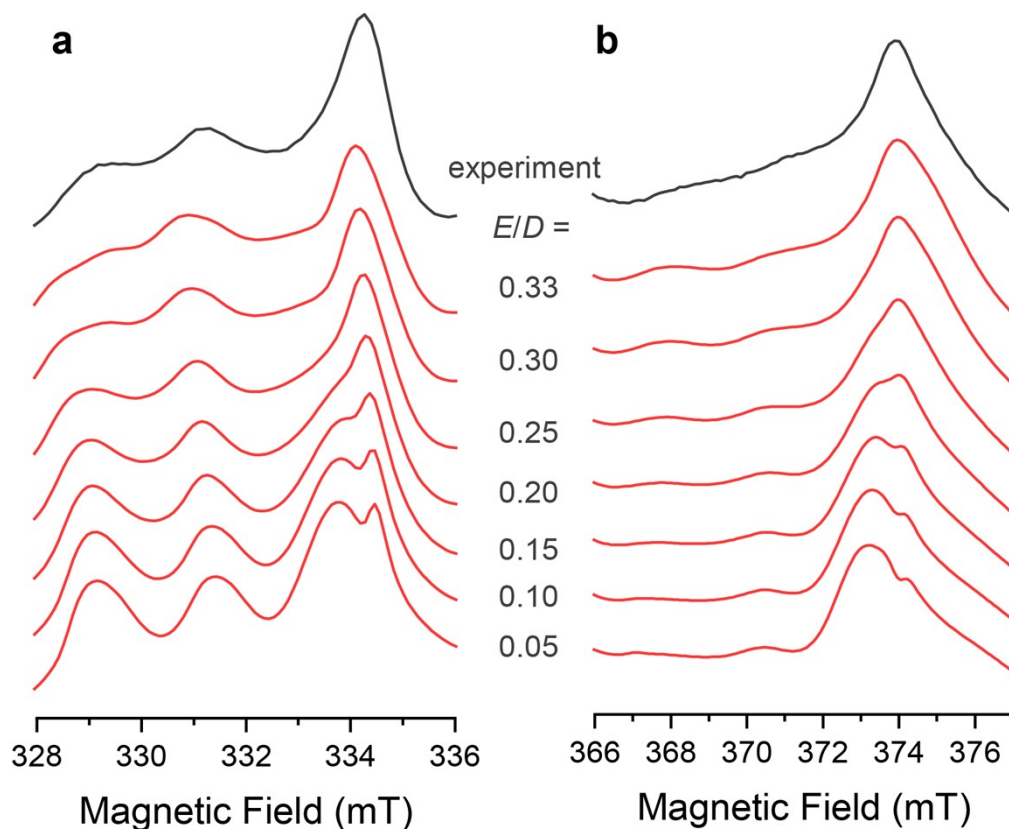 a
b
experiment
E/D =
0.33
0.30
0.25
0.20
0.15
0.10
0.05
328 330 332 334 336
366 368 370 372 374 376
Magnetic Field (mT)
Magnetic Field (mT)